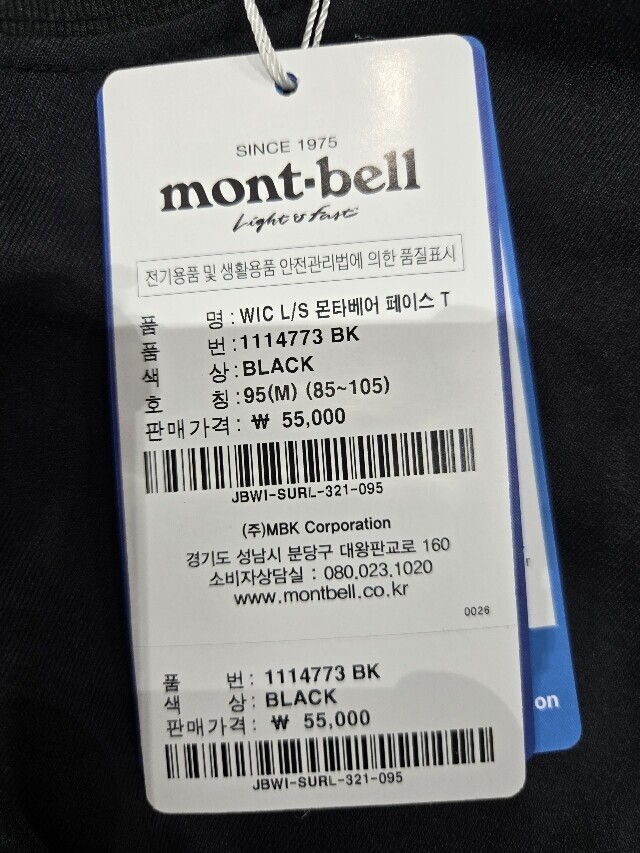 SINCE 1975
mont-bell
Light & Fast
전기용품 및 생활용품 안전관리법에 의한 품질표시
품 명 : WIC L/S 몬타베어 페이스 T
품 번 : 1114773 BK
색 상 : BLACK
호 칭 : 95(M) (85~105)
판매가격 : ₩ 55,000
JBWI-SURL-321-095
(주)MBK Corporation
경기도 성남시 분당구 대왕판교로 160
소비자상담실 : 080.023.1020
www.montbell.co.kr
0026
품 번 : 1114773 BK
색 상 : BLACK
판매가격 : ₩ 55,000
JBWI-SURL-321-095
on